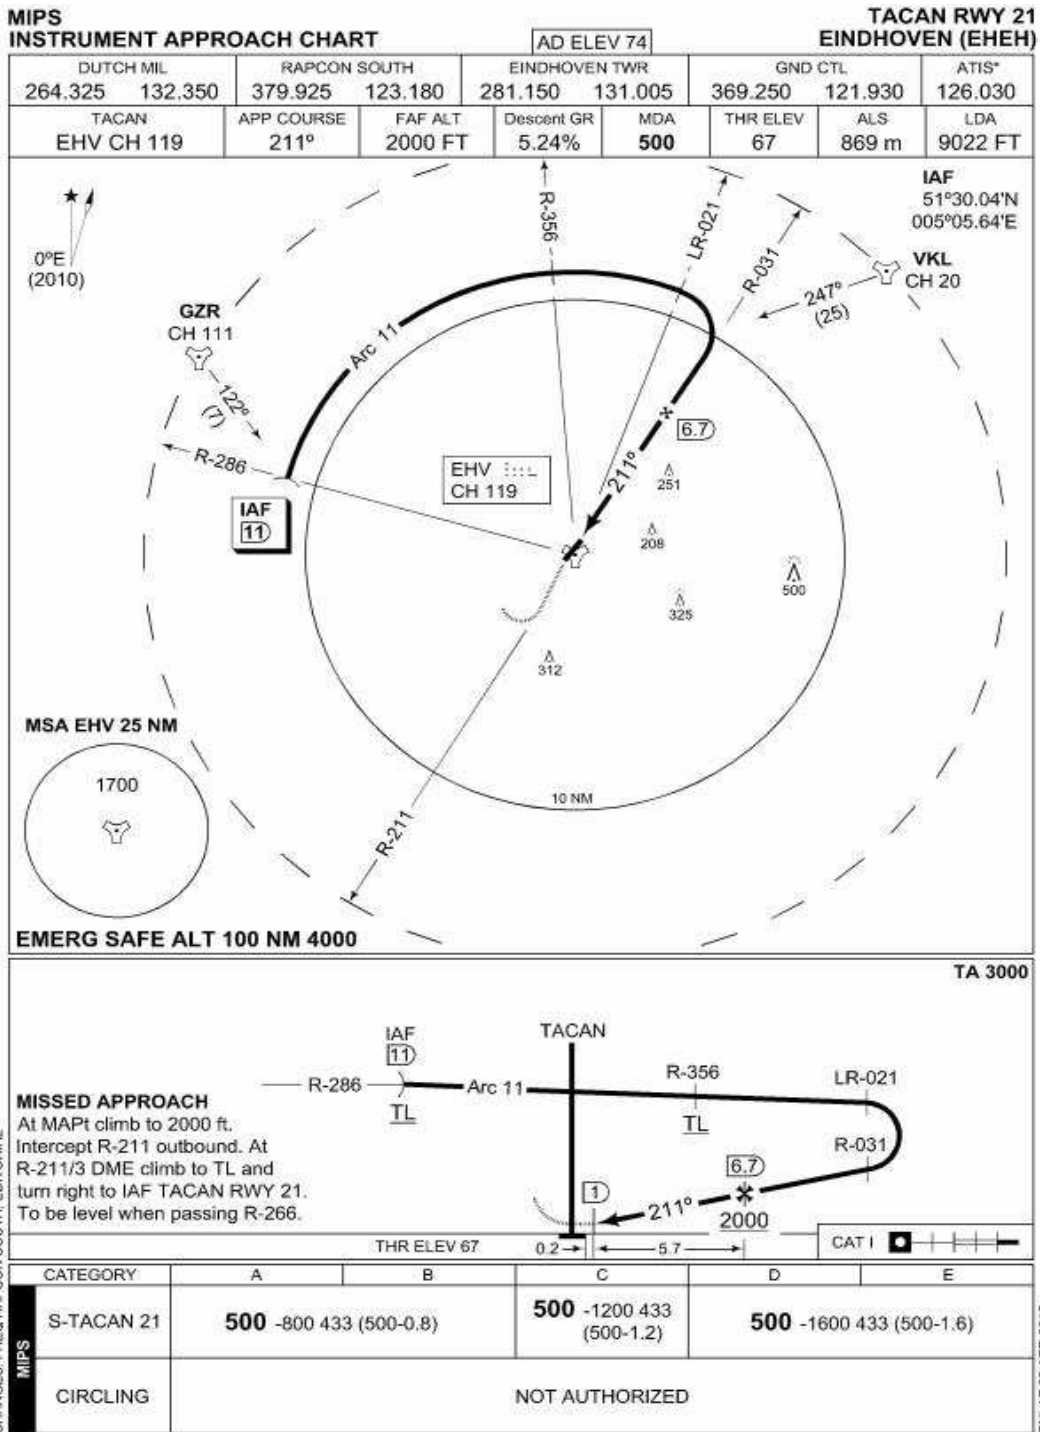 MIPS
INSTRUMENT APPROACH CHART
AD ELEV 74
TACAN RWY 21
EINDHOVEN (EHEH)
DUTCH MIL
264.325 132.350
RAPCON SOUTH
379.925 123.180
EINDHOVEN TWR
281.150 131.005
GND CTL
369.250 121.930
ATIS*
126.030
TACAN
EHV CH 119
APP COURSE
211º
FAF ALT
2000 FT
Descent GR
5.24%
MDA
500
THR ELEV
67
ALS
869 m
LDA
9022 FT
IAF
51º30.04'N
005º05.64'E
0ºE
(2010)
R-356
LR-021
R-031
VKL
CH 20
247º
(25)
GZR
CH 111
122º
(7)
Arc 11
R-286
IAF
11
EHV
CH 119
6.7
211º
251
208
500
325
312
MSA EHV 25 NM
1700
10 NM
R-211
EMERG SAFE ALT 100 NM 4000
TA 3000
IAF
11
TACAN
R-286
Arc 11
R-356
LR-021
TL
TL
R-031
MISSED APPROACH
At MAPt climb to 2000 ft.
Intercept R-211 outbound. At
R-211/3 DME climb to TL and
turn right to IAF TACAN RWY 21.
To be level when passing R-266.
6.7
1
211º
2000
THR ELEV 67
0.2
5.7
CAT I
CATEGORY A B C D E
MIPS
S-TACAN 21
500 -800 433 (500-0.8)
500 -1200 433
(500-1.2)
500 -1600 433 (500-1.6)
CIRCLING
NOT AUTHORIZED